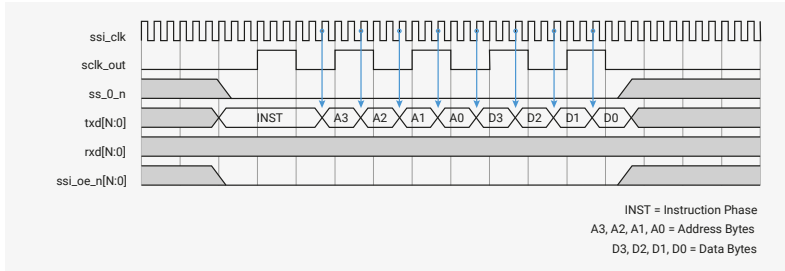 ssi_clk
sclk_out
ss_0_n
txd[N:0]
INST A3 A2 A1 A0 D3 D2 D1 D0
rxd[N:0]
ssi_oe_n[N:0]
INST = Instruction Phase
A3, A2, A1, A0 = Address Bytes
D3, D2, D1, D0 = Data Bytes